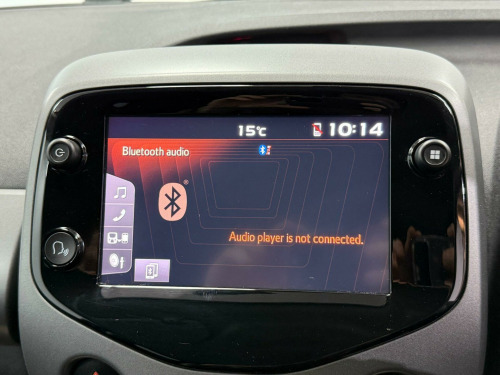 15℃ 10:14
Bluetooth audio
®
Audio player is not connected.